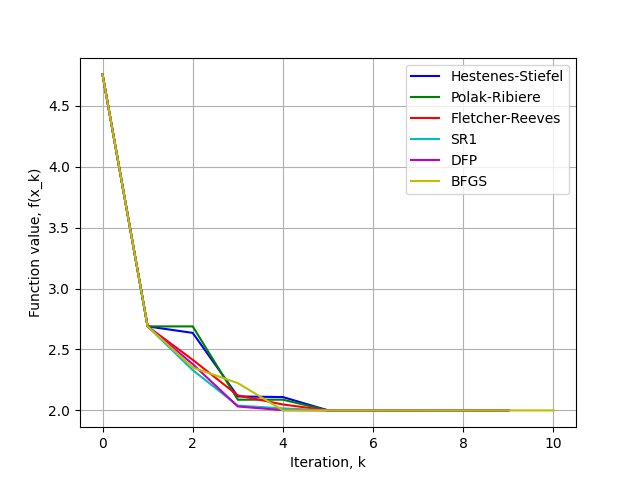 Function value, f(x_k)
4.5
4.0
3.5
3.0
2.5
2.0
Hestenes-Stiefel
Polak-Ribiere
Fletcher-Reeves
SR1
DFP
BFGS
0
2
4
6
8
10
Iteration, k